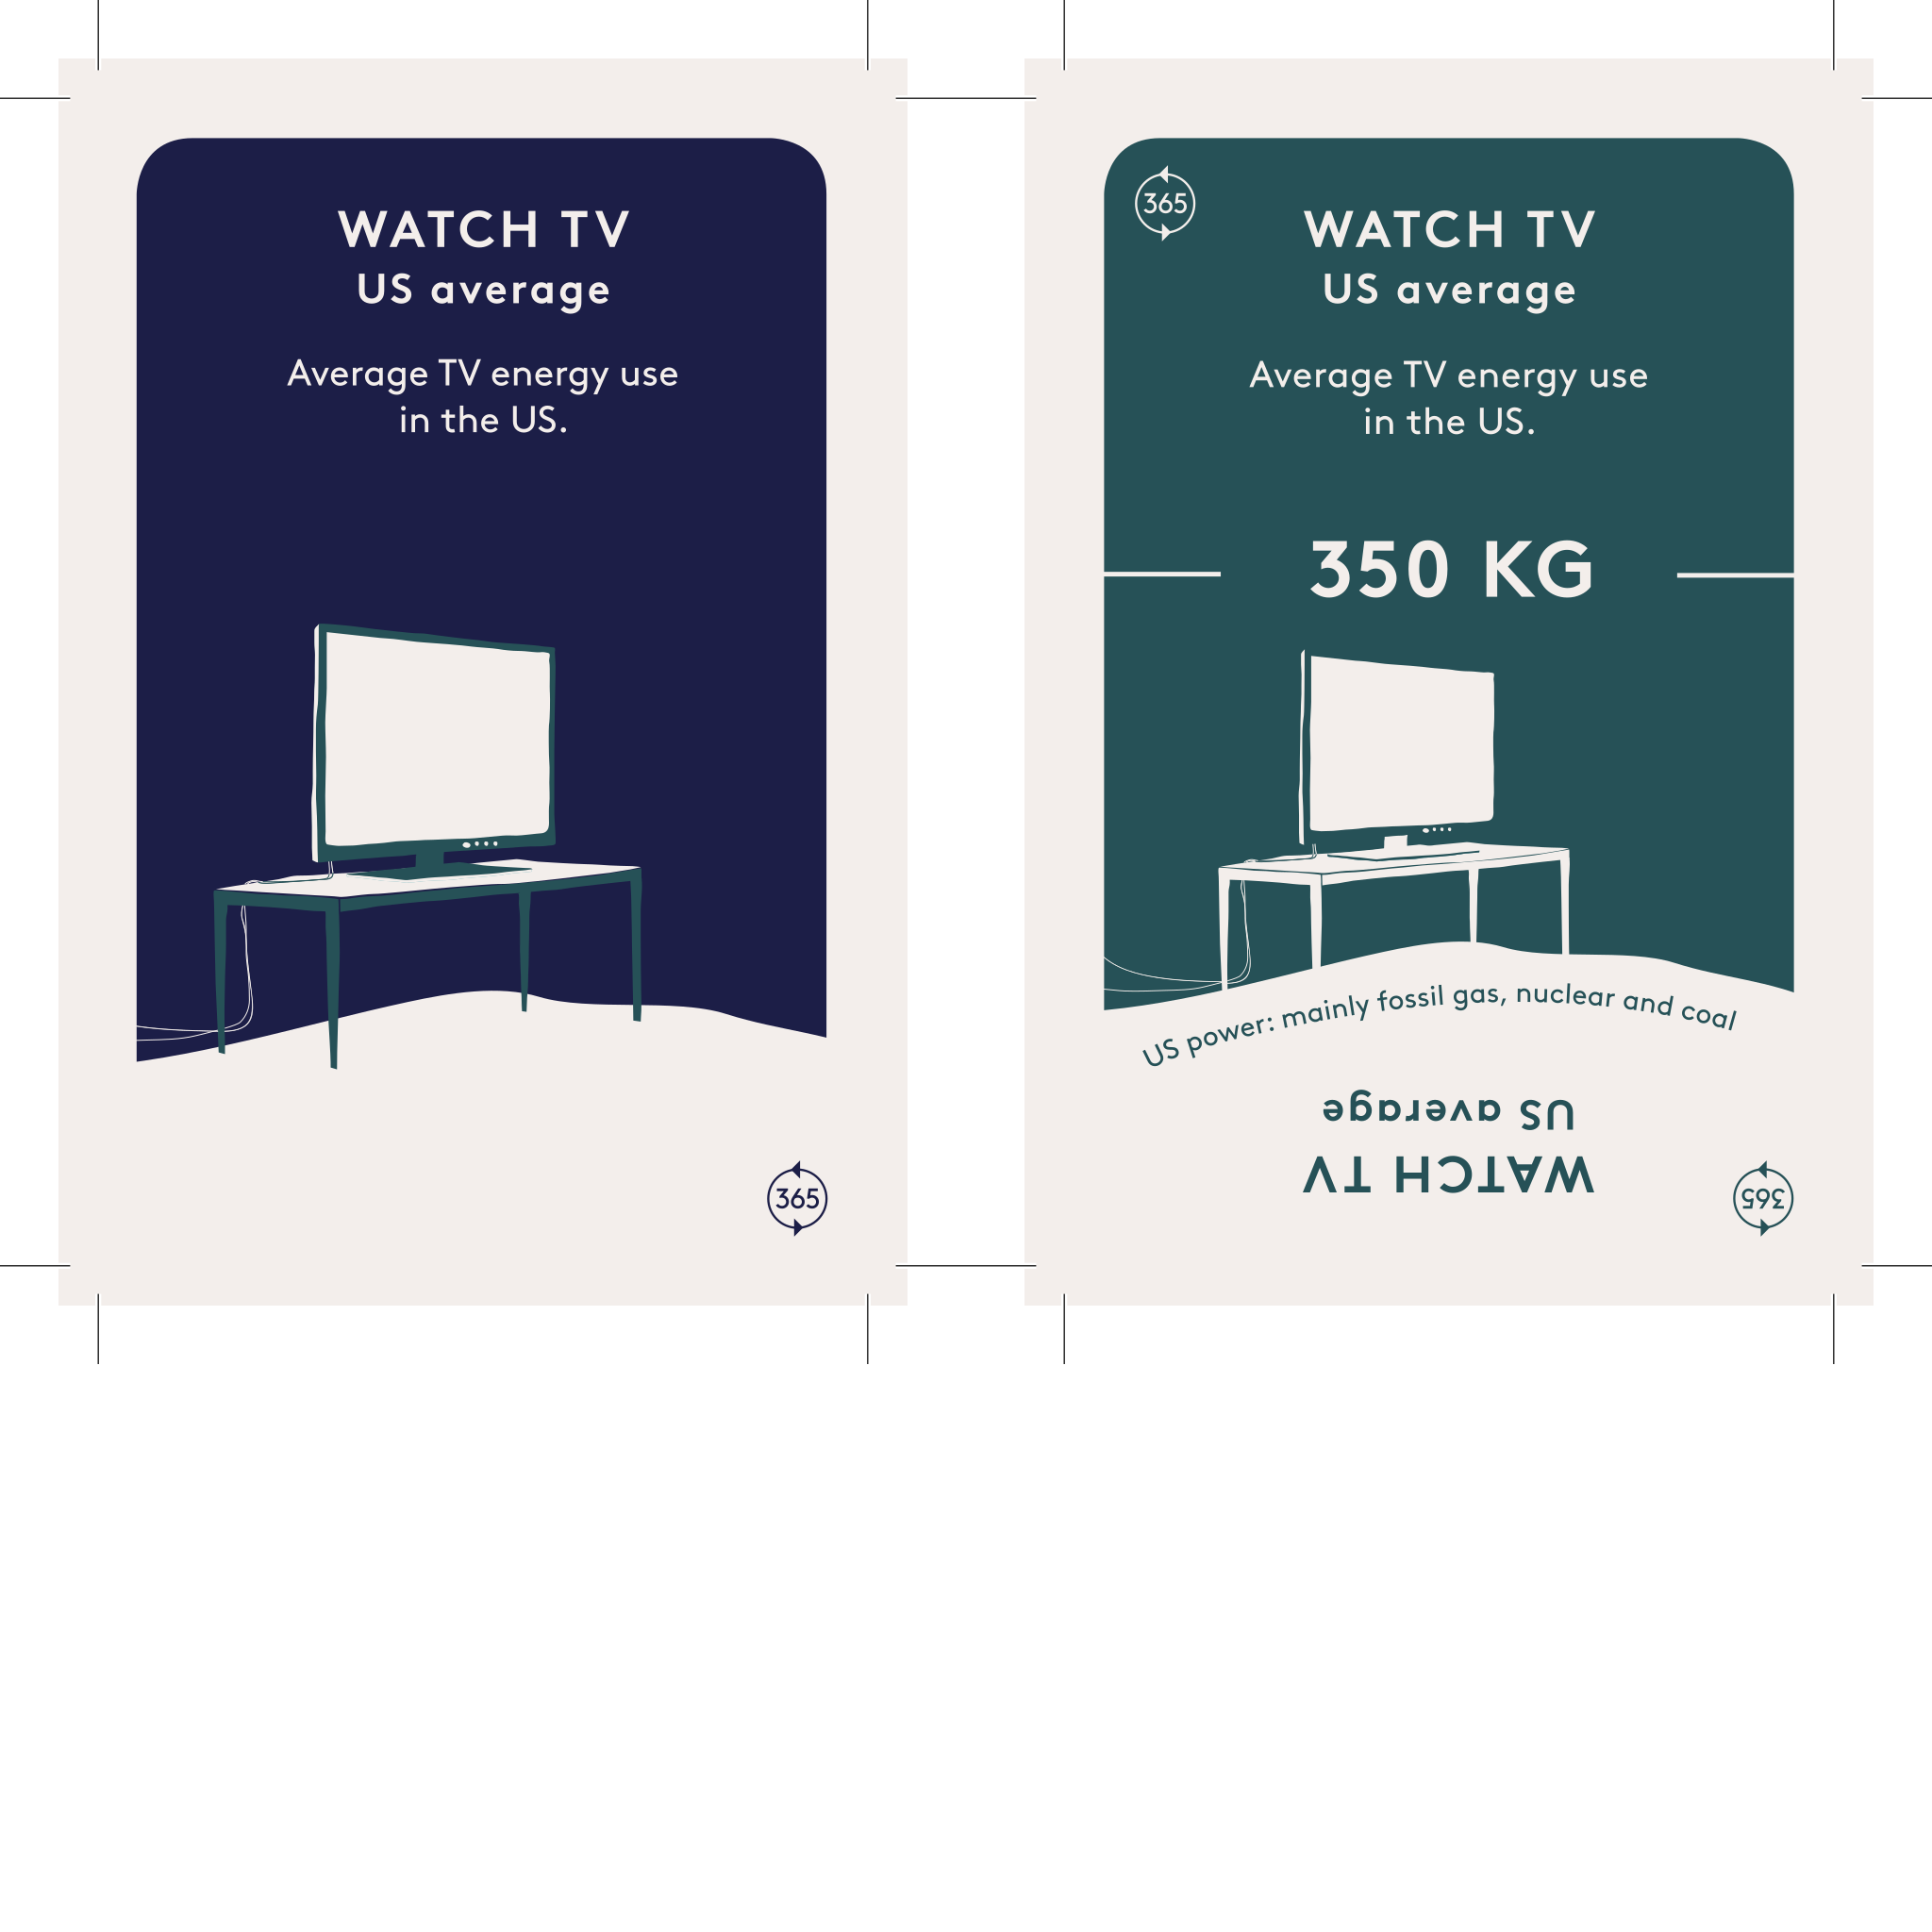 WATCH TV
US average
Average TV energy use
in the US.
365
365
WATCH TV
US average
Average TV energy use
in the US.
350 KG
US power: mainly fossil gas, nuclear and coal
WATCH TV
US average
365